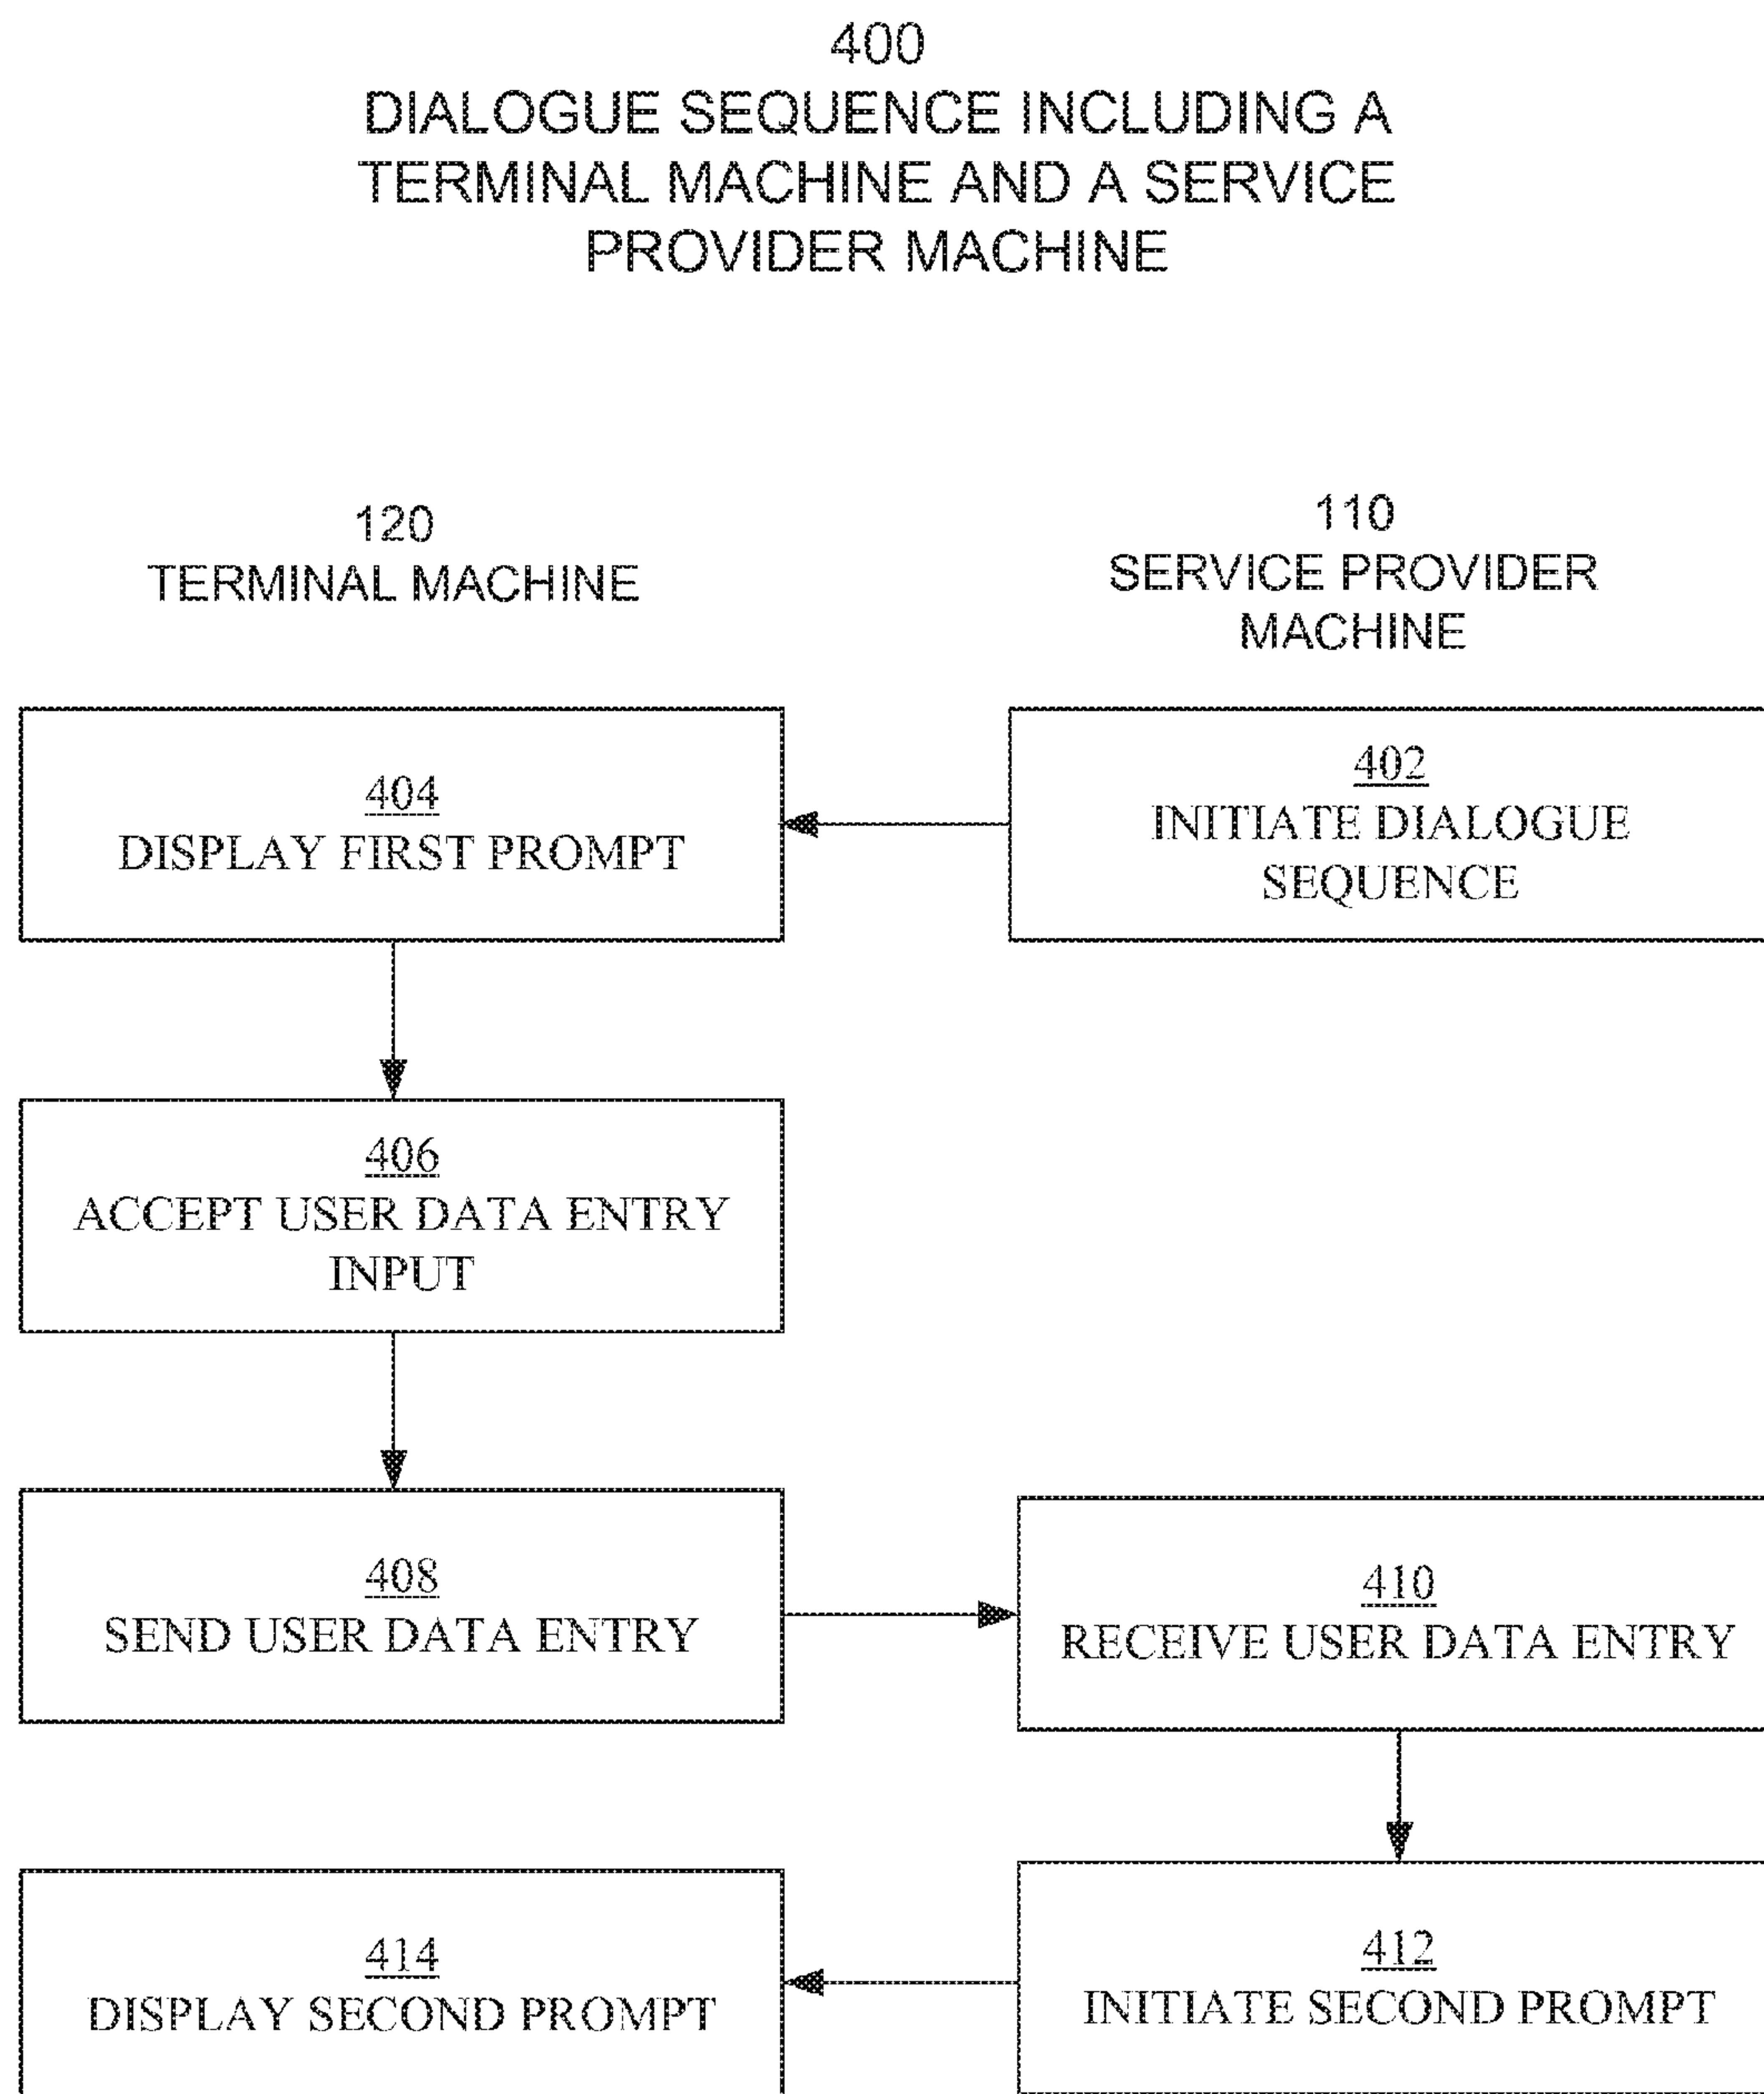 400
DIALOGUE SEQUENCE INCLUDING A
TERMINAL MACHINE AND A SERVICE
PROVIDER MACHINE
120
TERMINAL MACHINE
110
SERVICE PROVIDER
MACHINE
404
DISPLAY FIRST PROMPT
402
INITIATE DIALOGUE
SEQUENCE
406
ACCEPT USER DATA ENTRY
INPUT
408
SEND USER DATA ENTRY
410
RECEIVE USER DATA ENTRY
414
DISPLAY SECOND PROMPT
412
INITIATE SECOND PROMPT